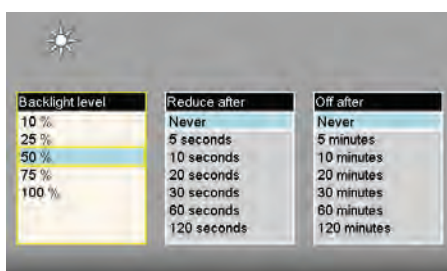 Backlight level
10 %
25 %
50 %
75 %
100 %
Reduce after
Never
5 seconds
10 seconds
20 seconds
30 seconds
60 seconds
120 seconds
Off after
Never
5 minutes
10 minutes
20 minutes
30 minutes
60 minutes
120 minutes